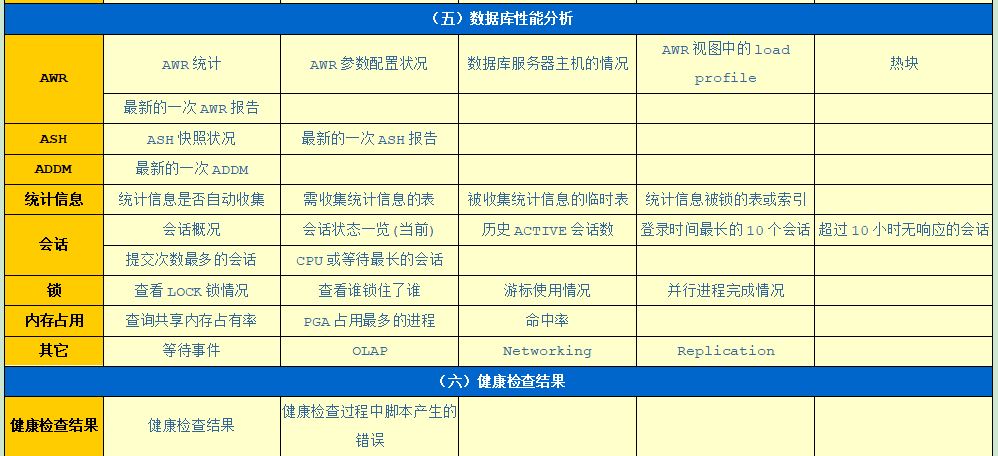 （五）数据库性能分析
AWR
AWR 统计
AWR 参数配置状况
数据库服务器主机的情况
AWR 视图中的 load
profile
热块
最新的一次 AWR 报告
ASH
ASH 快照状况
最新的一次 ASH 报告
ADDM
最新的一次 ADDM
统计信息
统计信息是否自动收集
需收集统计信息的表
被收集统计信息的临时表
统计信息被锁的表或索引
会话
会话概况
会话状态一览(当前)
历史 ACTIVE 会话数
登录时间最长的 10 个会话
超过 10 小时无响应的会话
提交次数最多的会话
CPU 或等待最长的会话
锁
查看 LOCK 锁情况
查看谁锁住了谁
游标使用情况
并行进程完成情况
内存占用
查询共享内存占有率
PGA 占用最多的进程
命中率
其它
等待事件
OLAP
Networking
Replication
（六）健康检查结果
健康检查结果
健康检查结果
健康检查过程中脚本产生的
错误